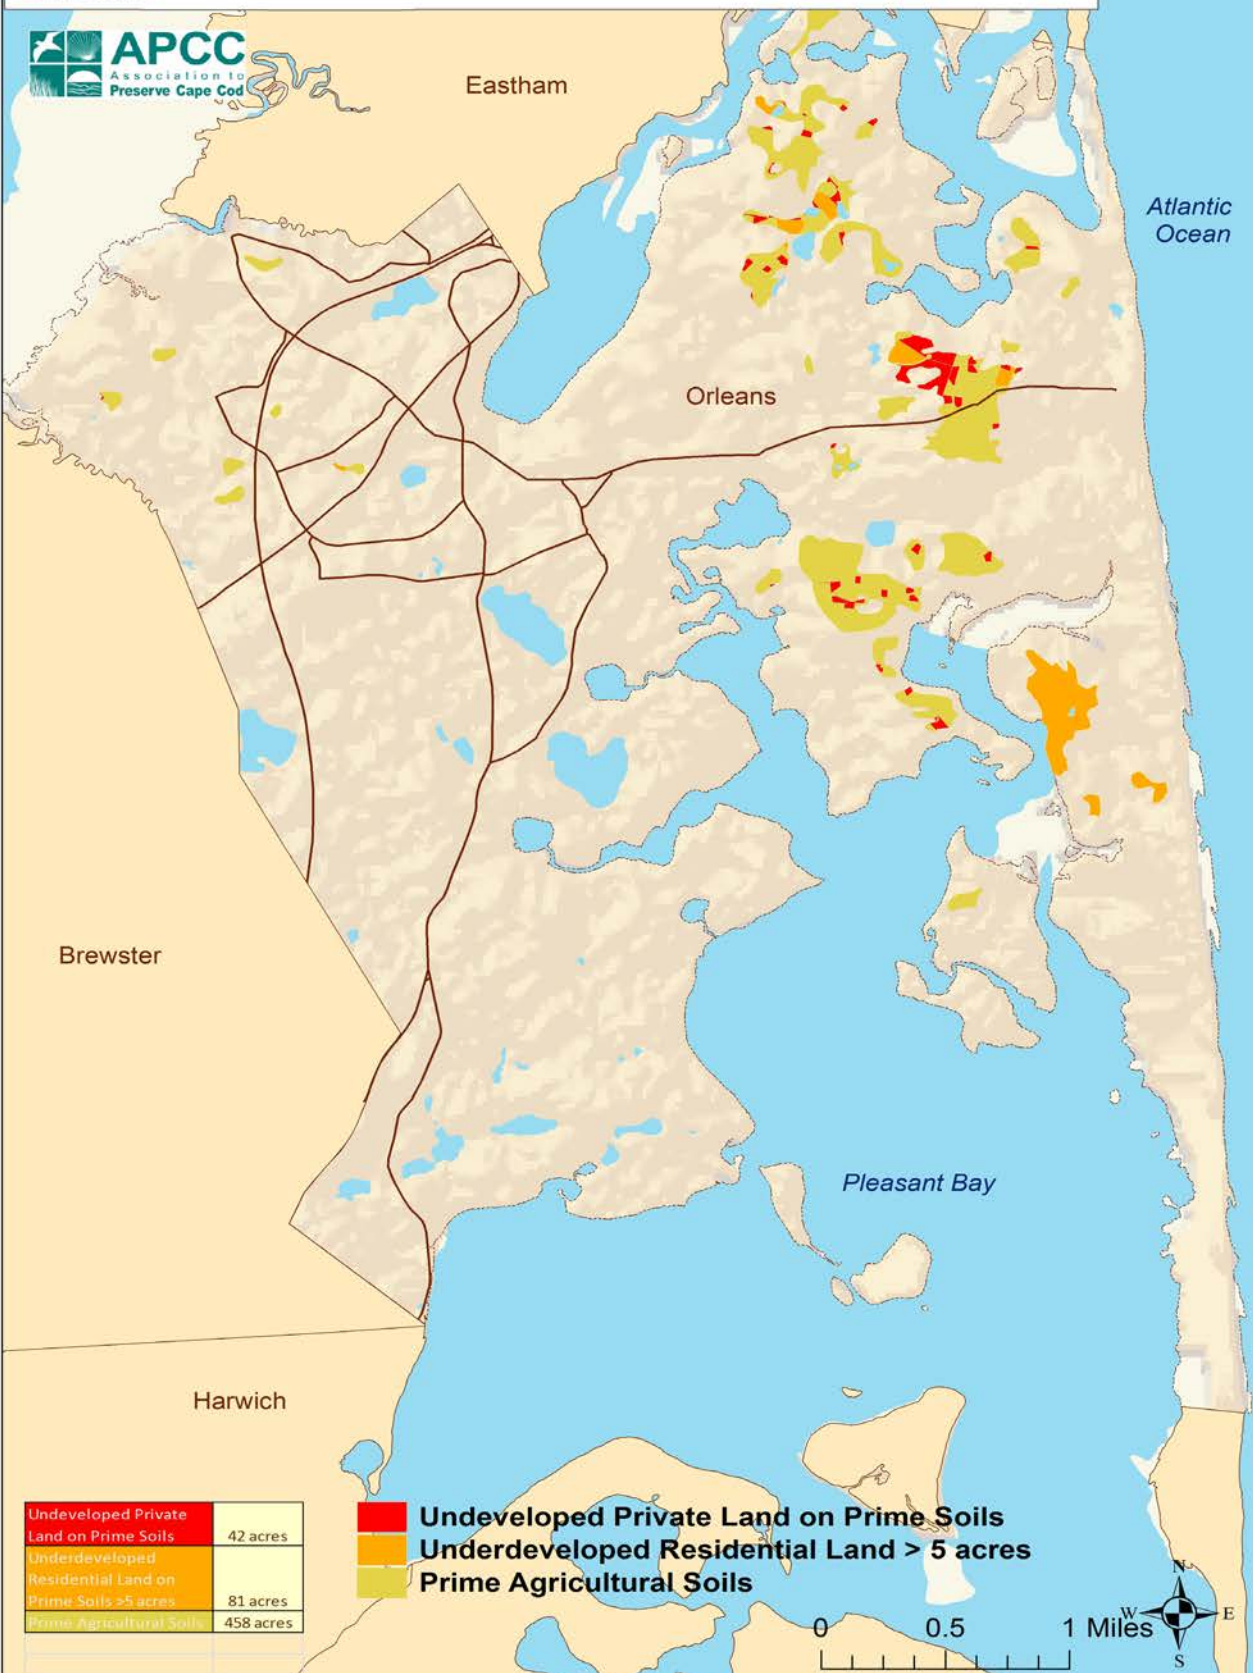 APCC
Association to
Preserve Cape Cod
Eastham
Atlantic
Ocean
Orleans
Brewster
Pleasant Bay
Harwich
Undeveloped Private
Land on Prime Soils 42 acres
Underdeveloped
Residential Land on
Prime Soils >5 acres 81 acres
Prime Agricultural Soils 458 acres
Undeveloped Private Land on Prime Soils
Underdeveloped Residential Land > 5 acres
Prime Agricultural Soils
0 0.5 1 Miles
N
W E
S